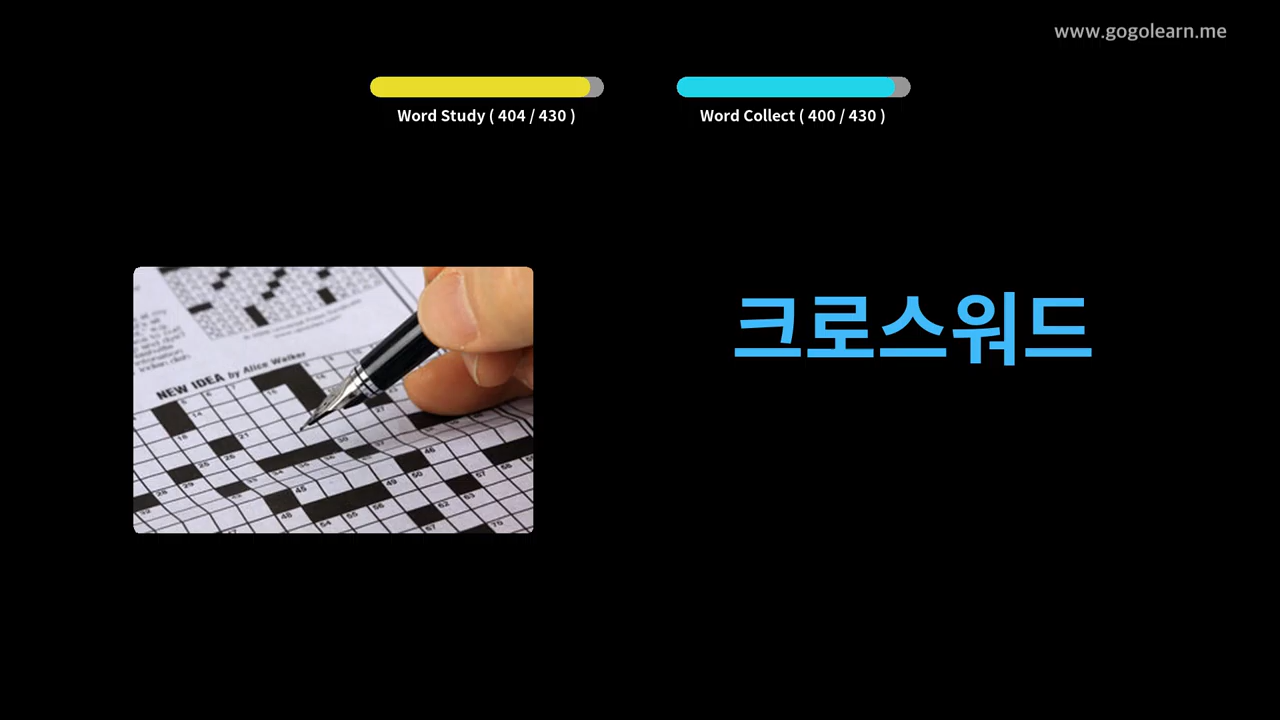 www.gogolearn.me
Word Study ( 404 / 430 )
Word Collect ( 400 / 430 )
크로스워드
NEW IDEA by Alice Walker